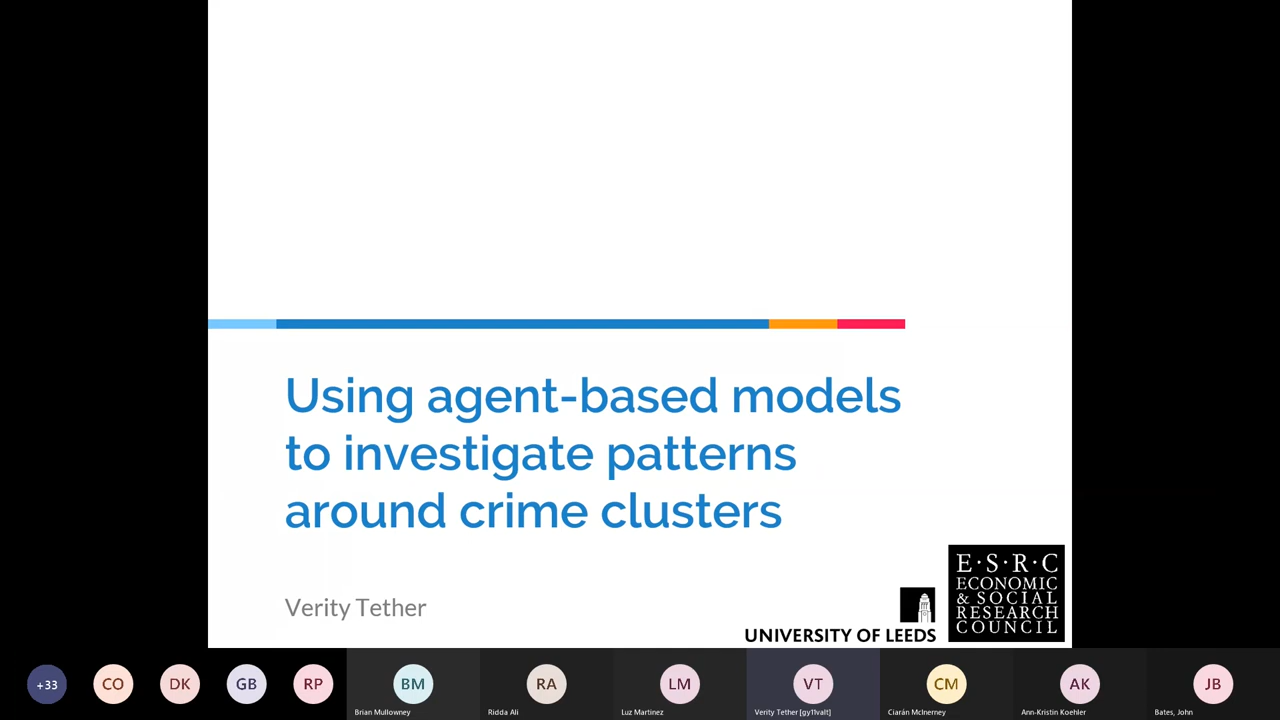 Using agent-based models
to investigate patterns
around crime clusters
Verity Tether
UNIVERSITY OF LEEDS
E·S·R·C
ECONOMIC
& SOCIAL
RESEARCH
COUNCIL
+33
CO
DK
GB
RP
BM
RA
LM
VT
CM
AK
JB
Brian Mullowney
Ridda Ali
Luz Martinez
Verity Tether [gy11valt]
Ciarán McInerney
Ann-Kristin Koehler
Bates, John